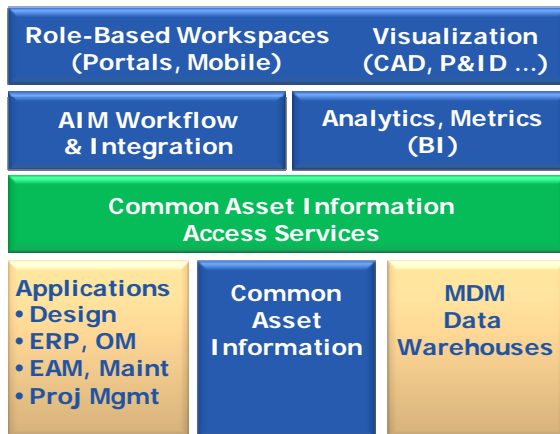 Role-Based Workspaces
(Portals, Mobile)
Visualization
(CAD, P&ID ...)
AIM Workflow
& Integration
Analytics, Metrics
(BI)
Common Asset Information
Access Services
Applications
• Design
• ERP, OM
• EAM, Maint
• Proj Mgmt
Common
Asset
Information
MDM
Data
Warehouses